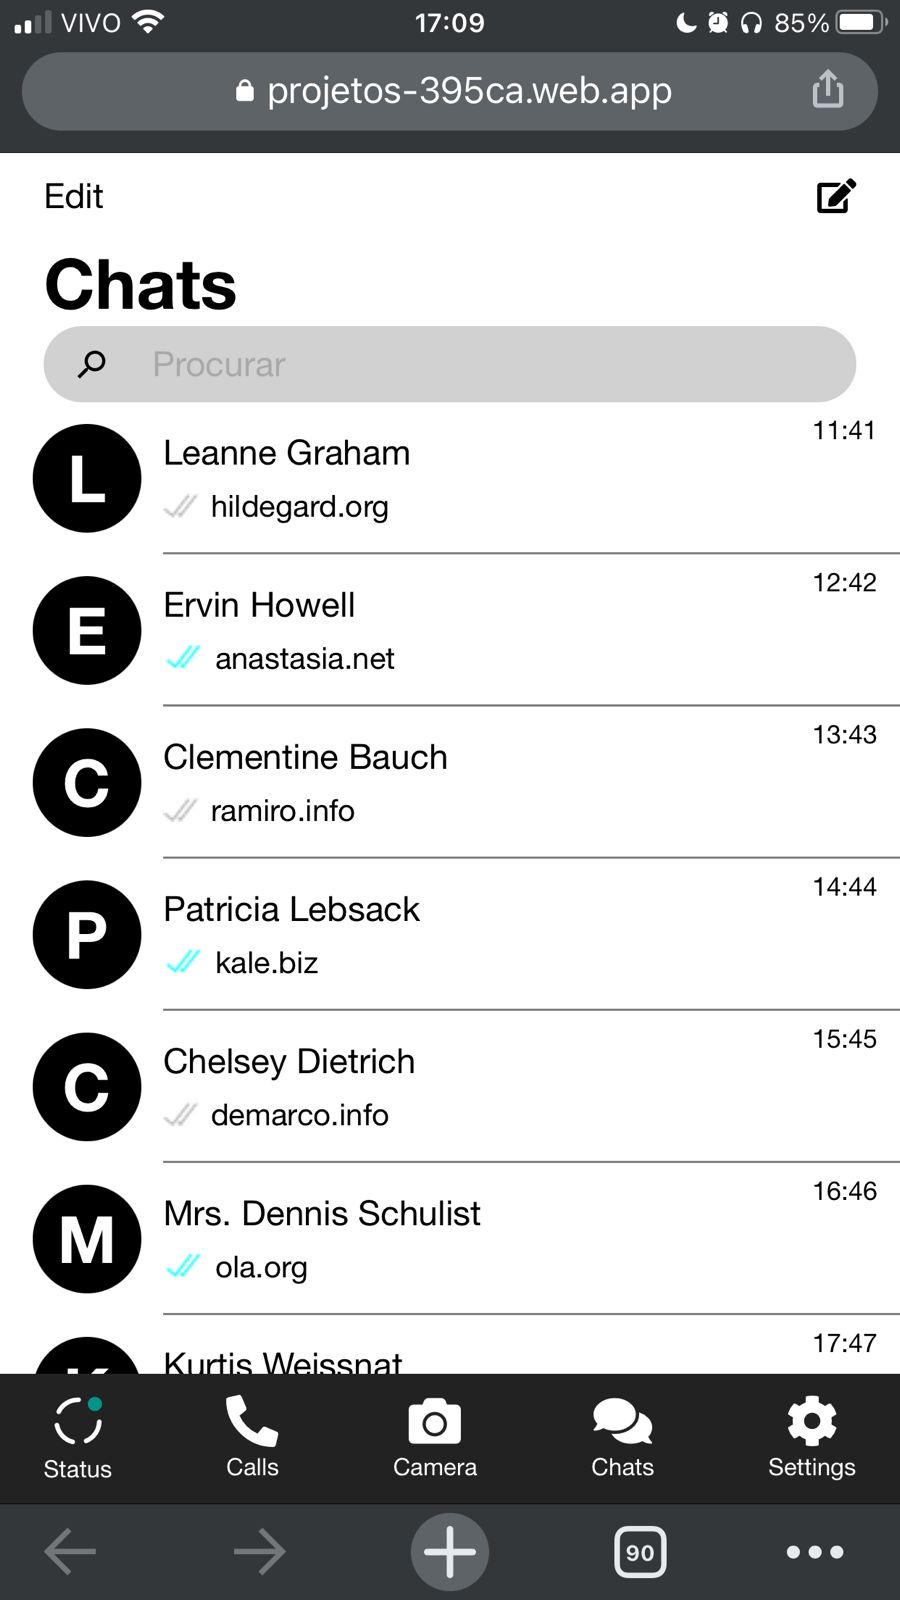 VIVO 17:09 85%
projetos-395ca.web.app
Edit
Chats
Procurar
L Leanne Graham 11:41
hildegard.org
E Ervin Howell 12:42
anastasia.net
C Clementine Bauch 13:43
ramiro.info
P Patricia Lebsack 14:44
kale.biz
C Chelsey Dietrich 15:45
demarco.info
M Mrs. Dennis Schulist 16:46
ola.org
K Kurtis Weissnat 17:47
Status Calls Camera Chats Settings
90